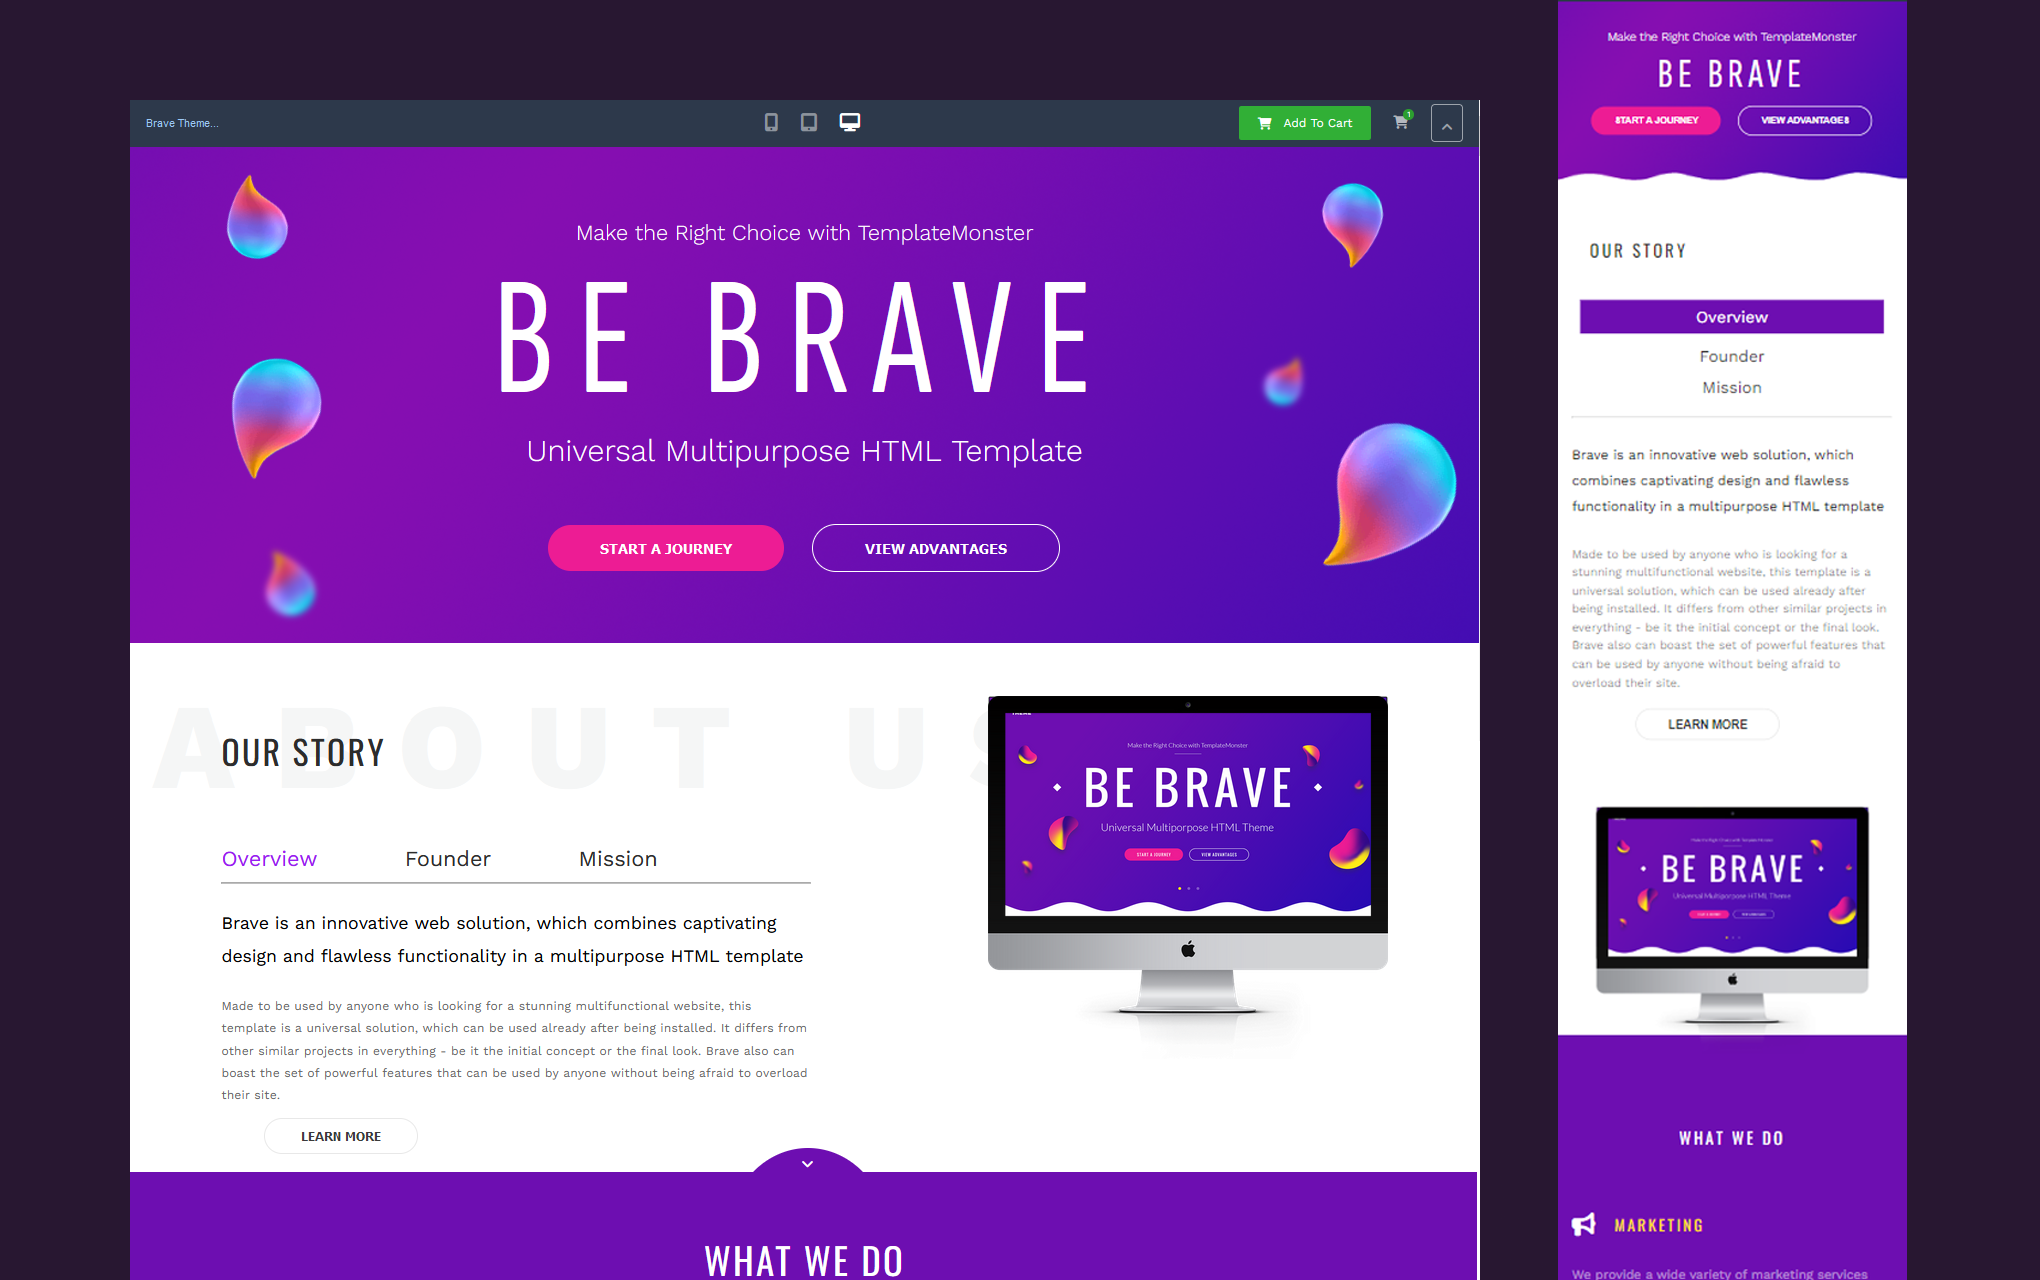 Brave Theme...
Add To Cart
1
Make the Right Choice with TemplateMonster
BE BRAVE
Universal Multipurpose HTML Template
START A JOURNEY
VIEW ADVANTAGES
ABOUT US
OUR STORY
Overview
Founder
Mission
Brave is an innovative web solution, which combines captivating
design and flawless functionality in a multipurpose HTML template
Made to be used by anyone who is looking for a stunning multifunctional website, this
template is a universal solution, which can be used already after being installed. It differs from
other similar projects in everything - be it the initial concept or the final look. Brave also can
boast the set of powerful features that can be used by anyone without being afraid to overload
their site.
LEARN MORE
Make the Right Choice with TemplateMonster
BE BRAVE
Universal Multiporpose HTML Theme
START A JOURNEY
VIEW ADVANTAGES
WHAT WE DO
Make the Right Choice with TemplateMonster
BE BRAVE
START A JOURNEY
VIEW ADVANTAGES
OUR STORY
Overview
Founder
Mission
Brave is an innovative web solution, which
combines captivating design and flawless
functionality in a multipurpose HTML template
Made to be used by anyone who is looking for a
stunning multifunctional website, this template is a
universal solution, which can be used already after
being installed. It differs from other similar projects in
everything - be it the initial concept or the final look.
Brave also can boast the set of powerful features that
can be used by anyone without being afraid to
overload their site.
LEARN MORE
BE BRAVE
Universal Multiporpose HTML Theme
WHAT WE DO
MARKETING
We provide a wide variety of marketing services